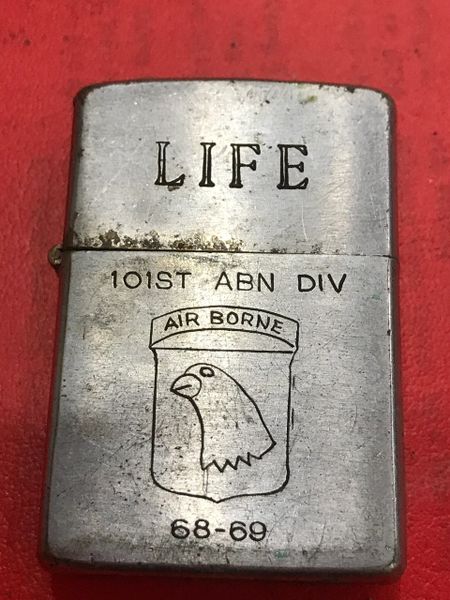 LIFE
101ST ABN DIV
AIR BORNE
68-69